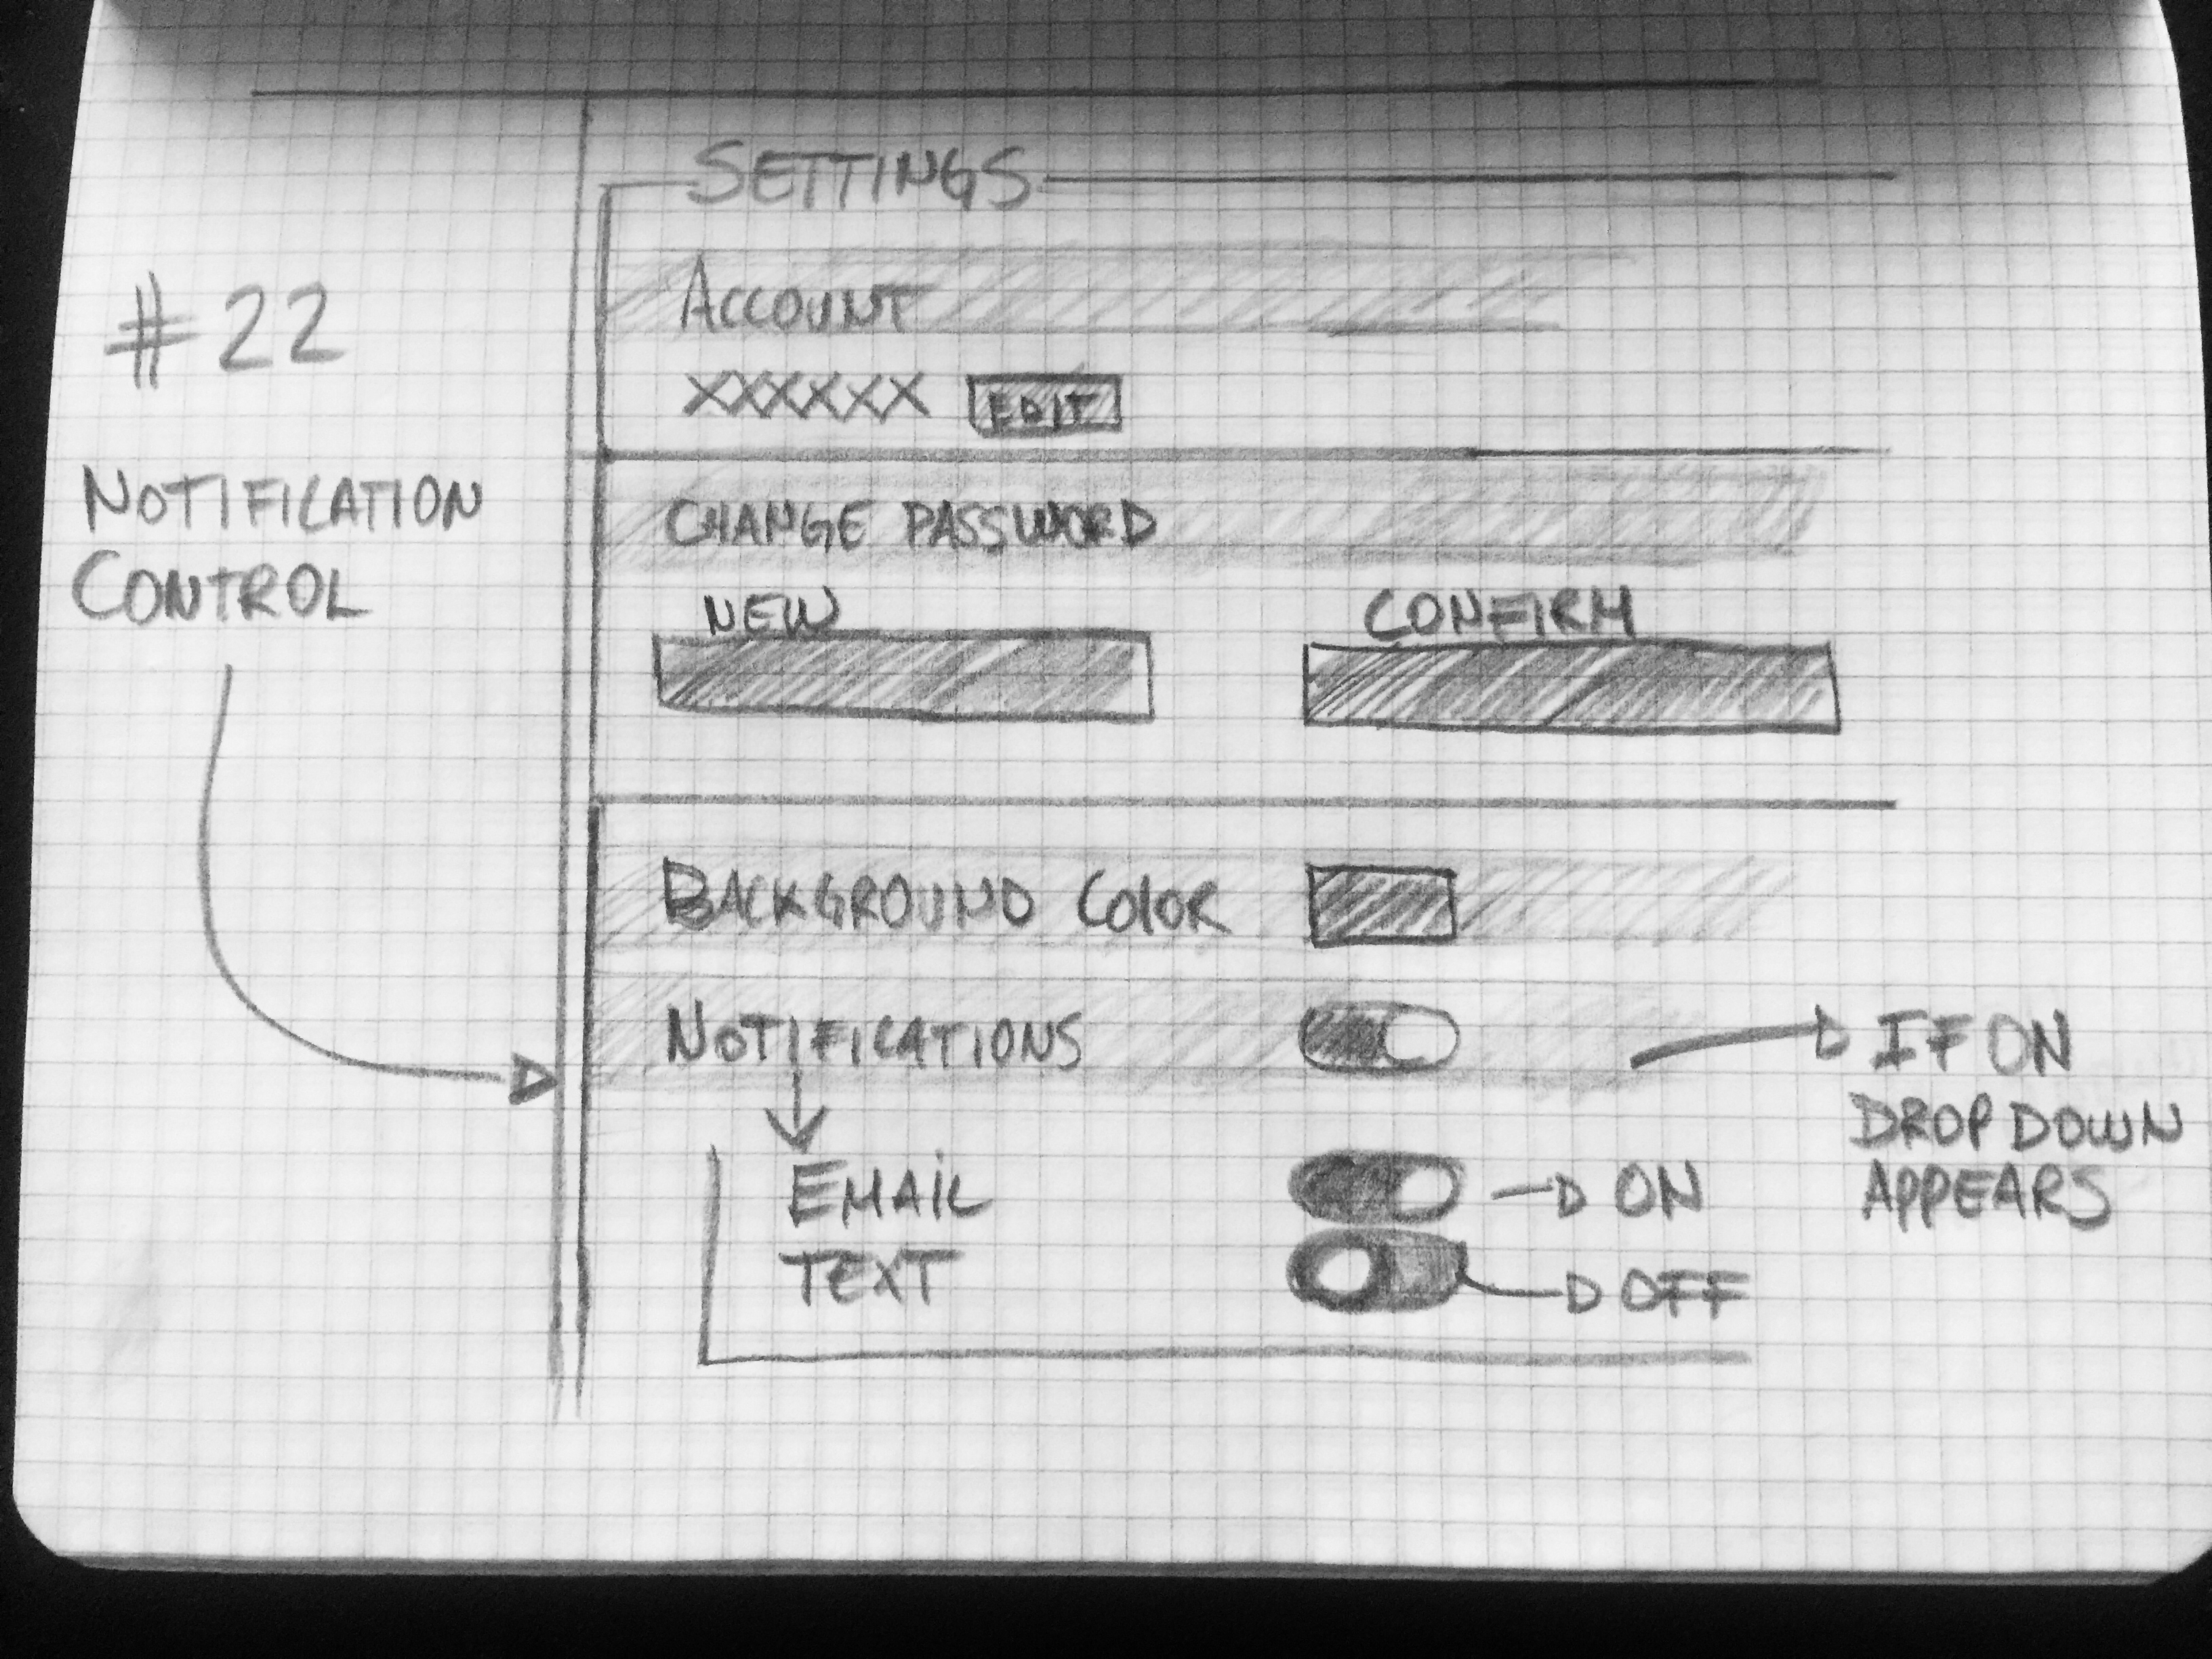 #22
NOTIFICATION
CONTROL
SETTINGS
ACCOUNT
XXXXXX EDIT
CHANGE PASSWORD
NEW CONFIRM
BACKGROUND COLOR
NOTIFICATIONS
IF ON
DROP DOWN
APPEARS
EMAIL ON
TEXT OFF